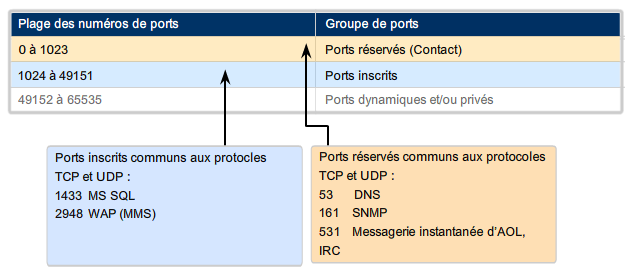 Plage des numéros de ports Groupe de ports
0 à 1023 Ports réservés (Contact)
1024 à 49151 Ports inscrits
49152 à 65535 Ports dynamiques et/ou privés
Ports inscrits communs aux protocles
TCP et UDP :
1433 MS SQL
2948 WAP (MMS)
Ports réservés communs aux protocoles
TCP et UDP :
53 DNS
161 SNMP
531 Messagerie instantanée d'AOL,
IRC